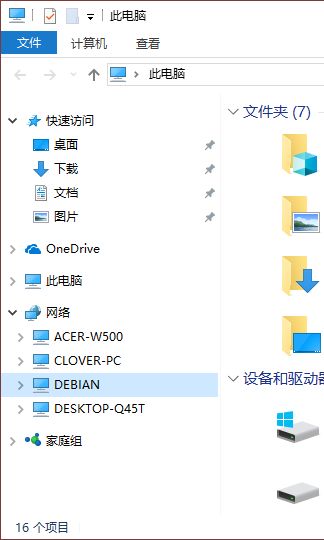 此电脑
文件 计算机 查看
此电脑
快速访问
桌面
下载
文档
图片
OneDrive
此电脑
网络
ACER-W500
CLOVER-PC
DEBIAN
DESKTOP-Q45T
家庭组
文件夹 (7)
设备和驱动器
16 个项目